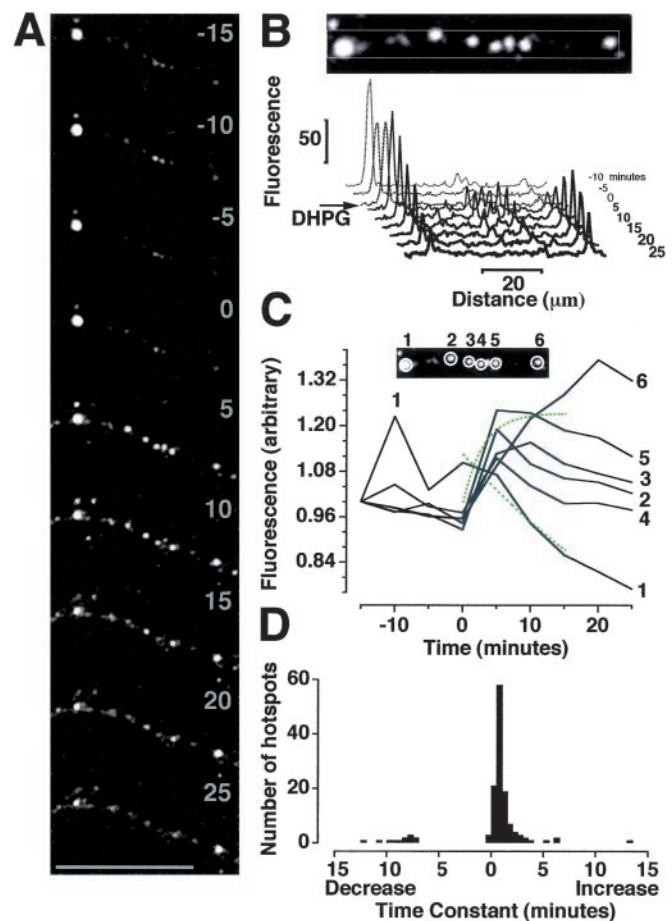 A
-15
-10
-5
0
5
10
15
20
25
B
Fluorescence
50
-10 minutes
-5
0
5
10
15
20
25
DHPG
20
Distance (μm)
C
1 2 3 4 5 6
Fluorescence (arbitrary)
1.32
1.20
1.08
0.96
0.84
1
6
5
3
2
4
1
-10 0 10 20
Time (minutes)
D
Number of hotspots
60
40
20
0
15 10 5 0 5 10 15
Decrease Increase
Time Constant (minutes)